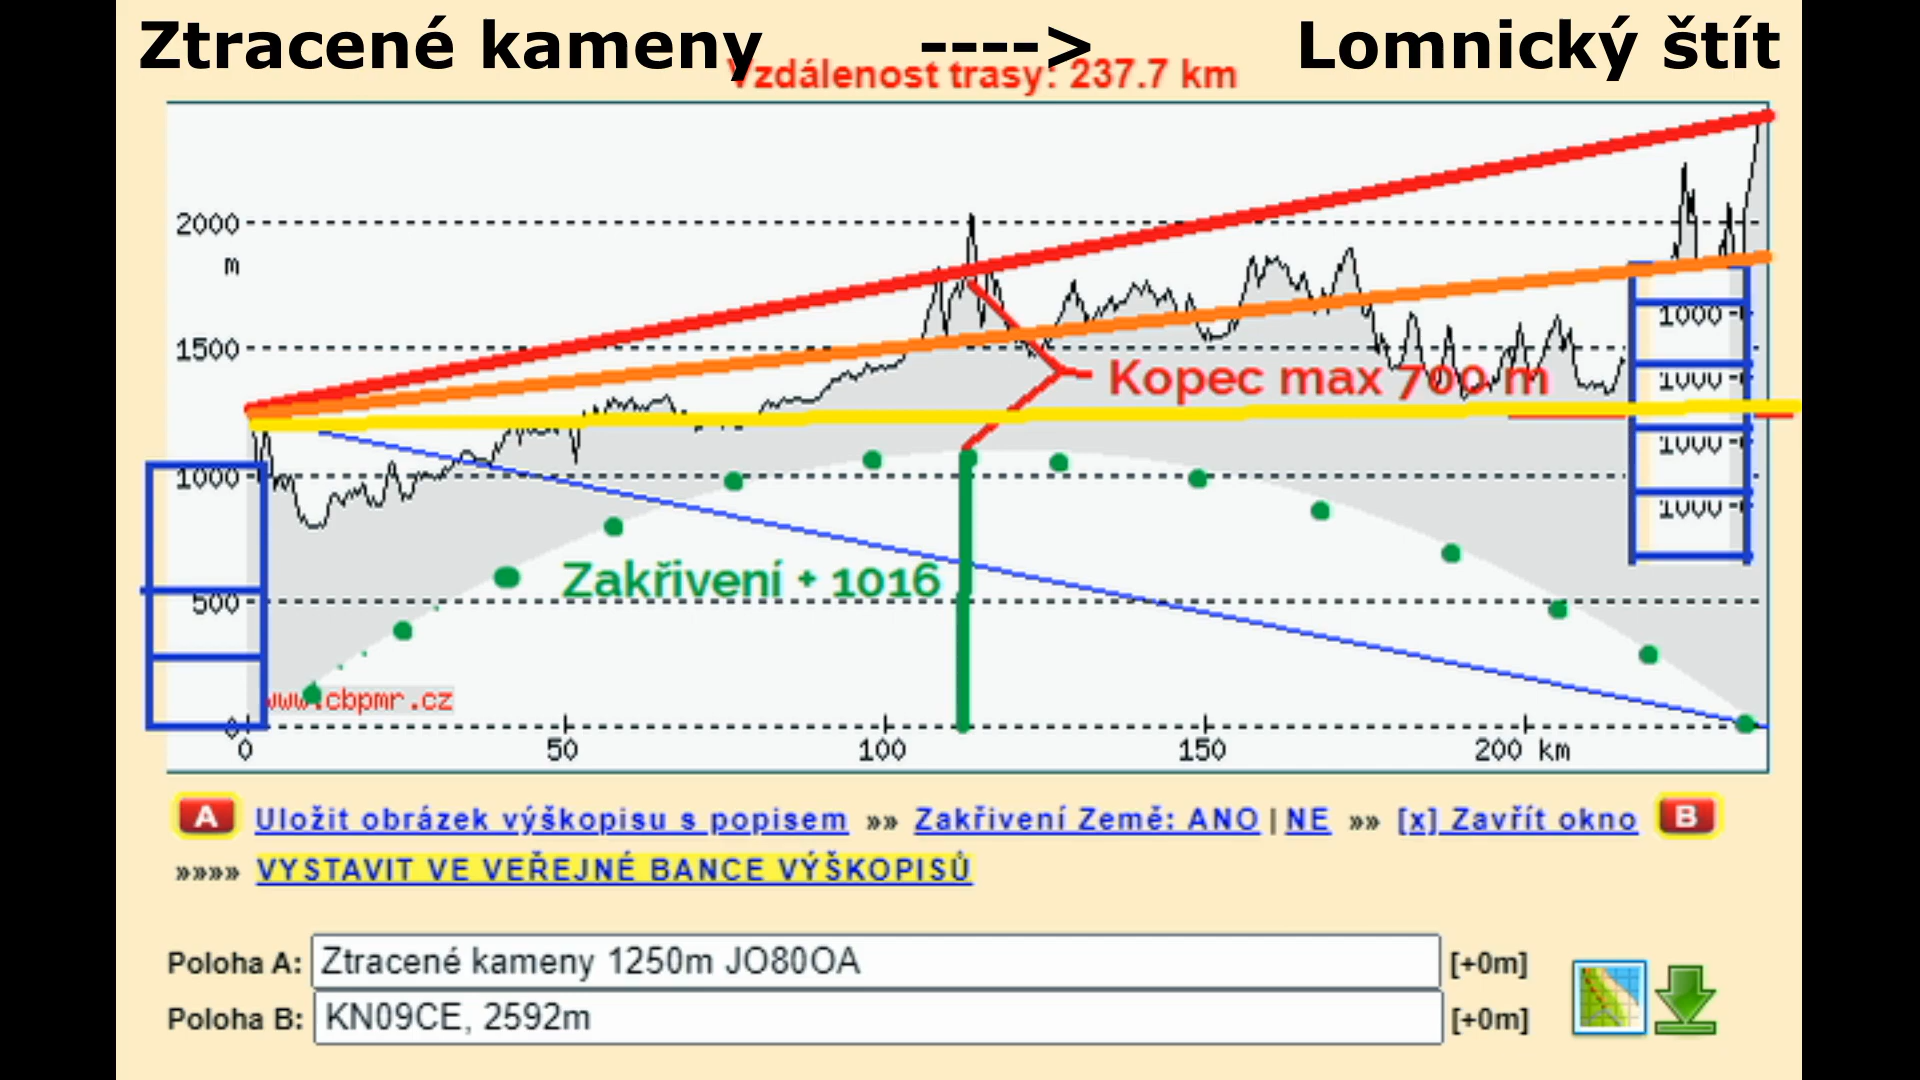 Ztracené kameny ----> Lomnický štít
Vzdálenost trasy: 237.7 km
2000
m
1500
1000
500
0
1000
1000
1000
1000
Kopec max 700 m
Zakřivení + 1016
www.cbpmr.cz
0 50 100 150 200 km
A Uložit obrázek výškopisu s popisem »» Zakřivení Země: ANO | NE »» [x] Zavřít okno B
»»»» VYSTAVIT VE VEŘEJNÉ BANCE VÝŠKOPISŮ
Poloha A: Ztracené kameny 1250m JO80OA [+0m]
Poloha B: KN09CE, 2592m [+0m]